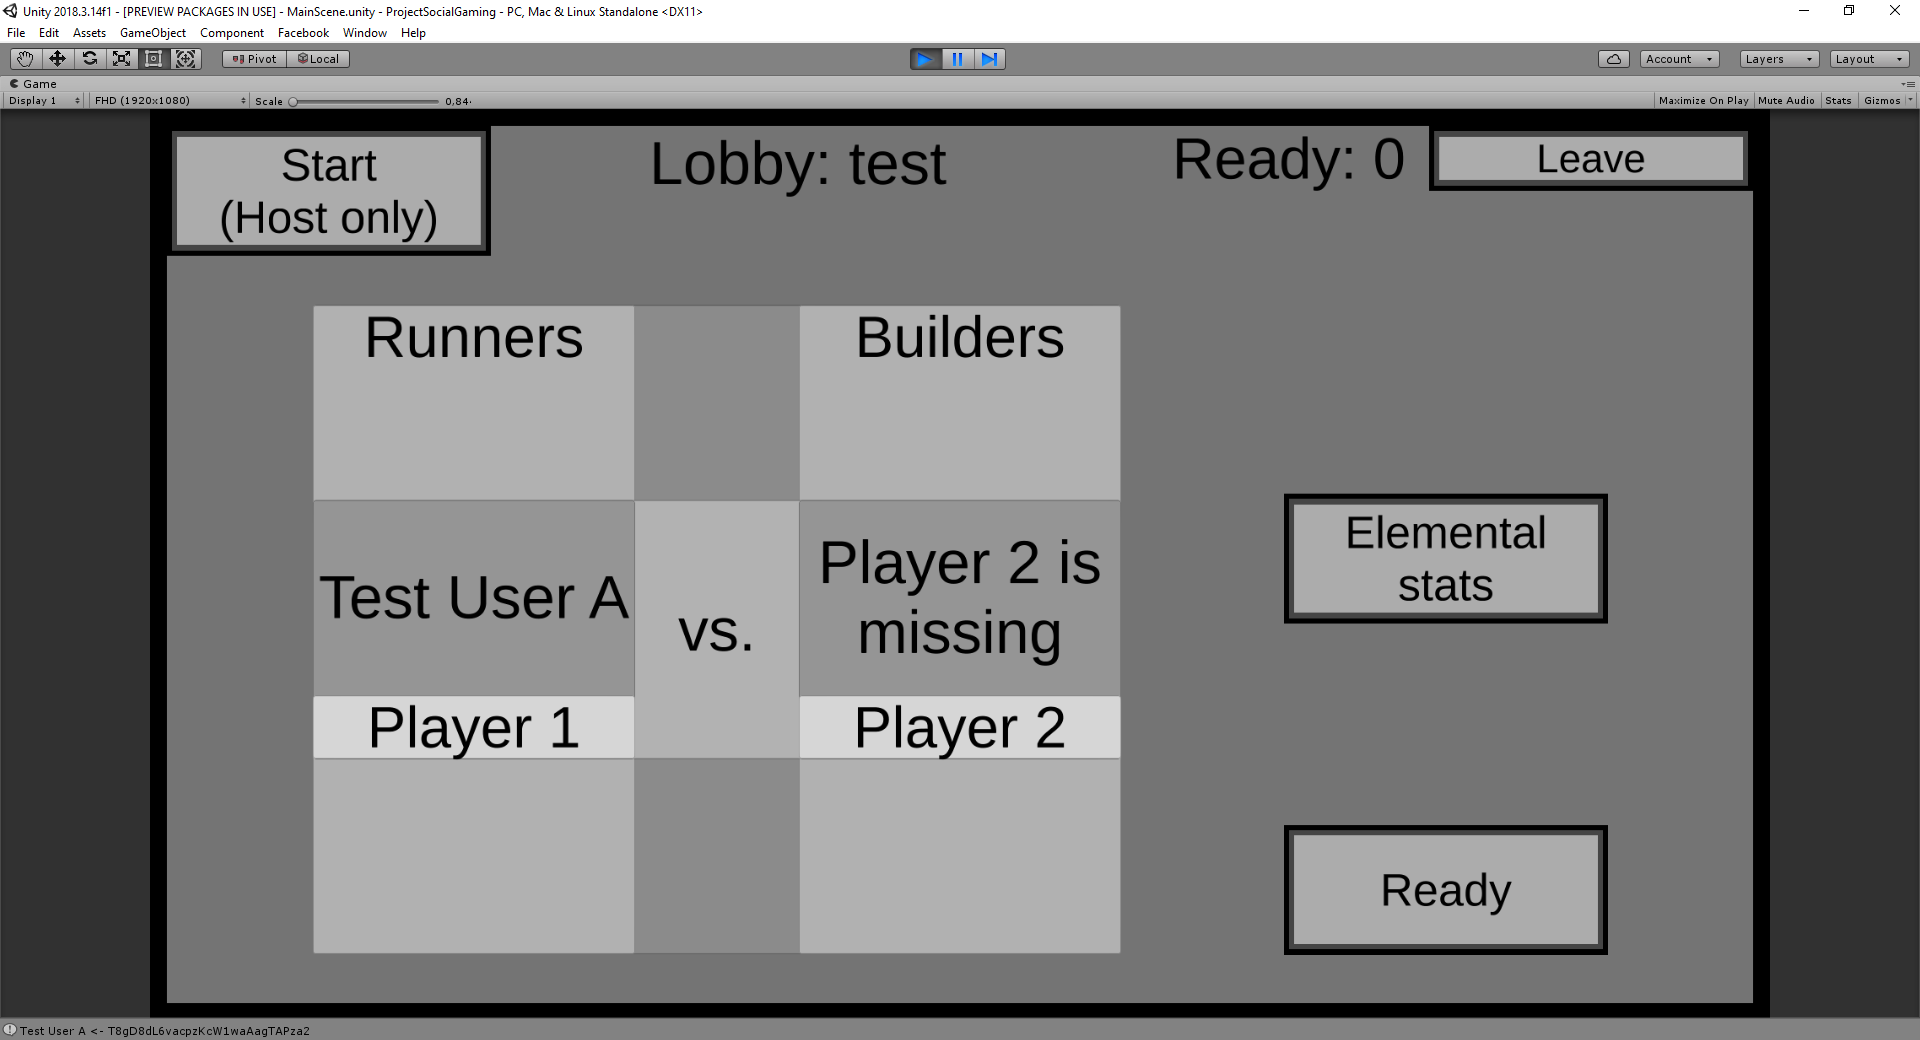 Unity 2018.3.14f1 - [PREVIEW PACKAGES IN USE] - MainScene.unity - ProjectSocialGaming - PC, Mac & Linux Standalone <DX11>
File Edit Assets GameObject Component Facebook Window Help
Pivot Local Account Layers Layout
Game
Display 1 FHD (1920x1080) Scale 0,84 Maximize On Play Mute Audio Stats Gizmos
Start
(Host only)
Lobby: test
Ready: 0
Leave
Runners
Builders
Test User A
vs.
Player 2 is
missing
Player 1
Player 2
Elemental
stats
Ready
Test User A <- T8gD8dL6vacpzKcW1waAagTAPza2